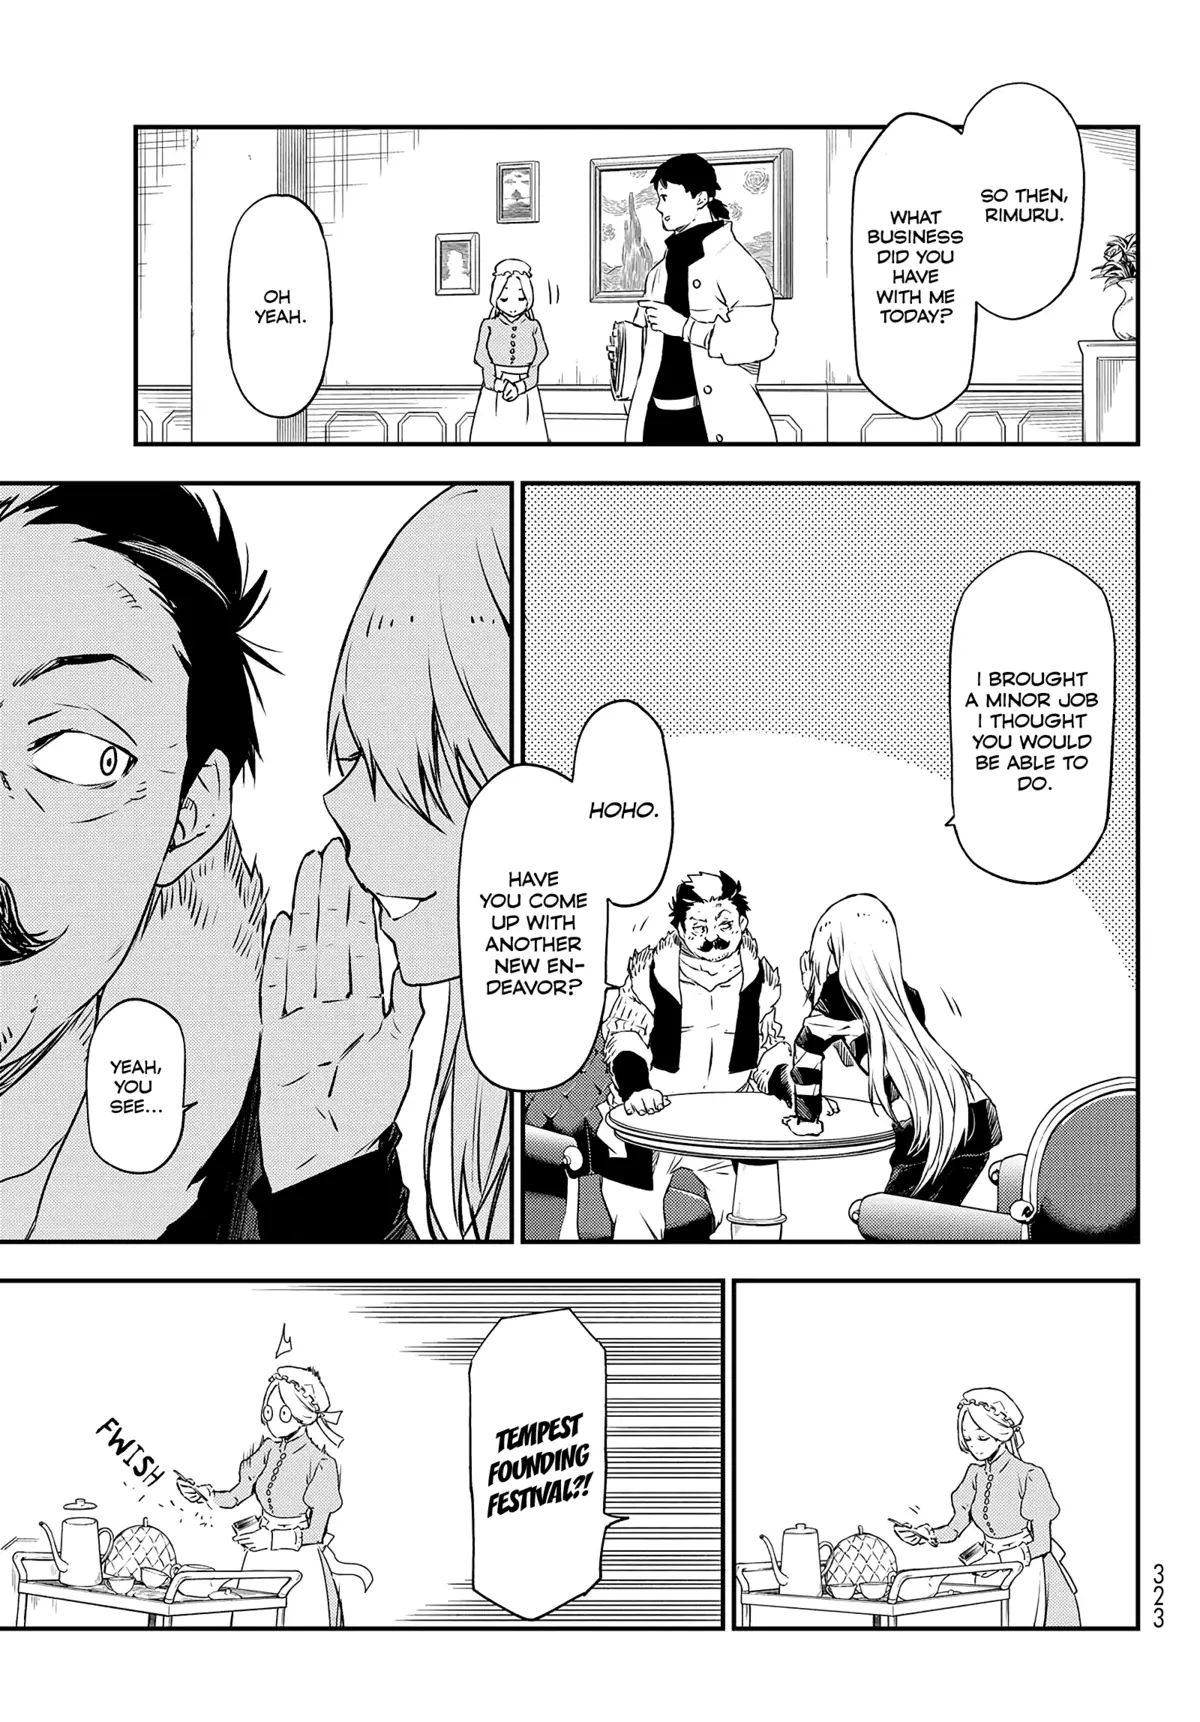 SO THEN,
RIMURU.
WHAT
BUSINESS
DID YOU
HAVE
WITH ME
TODAY?
OH
YEAH.
I BROUGHT
A MINOR JOB
I THOUGHT
YOU WOULD
BE ABLE TO
DO.
HOHO.
HAVE
YOU COME
UP WITH
ANOTHER
NEW EN-
DEAVOR?
YEAH,
YOU
SEE...
TEMPEST
FOUNDING
FESTIVAL?!
FWISH
323